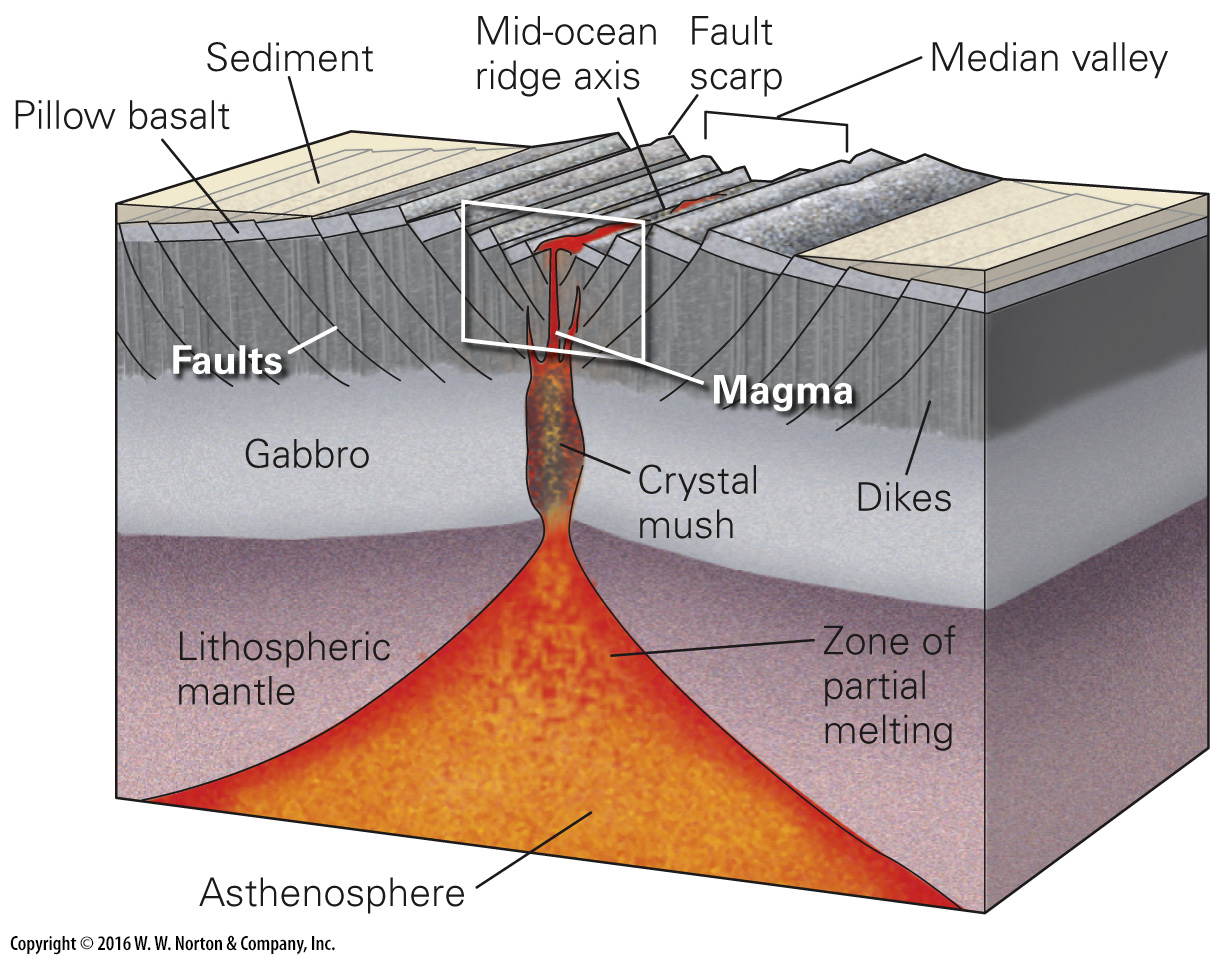 Mid-ocean
ridge axis
Fault
scarp
Sediment
Median valley
Pillow basalt
Faults
Magma
Gabbro
Crystal
mush
Dikes
Lithospheric
mantle
Zone of
partial
melting
Asthenosphere
Copyright © 2016 W. W. Norton & Company, Inc.